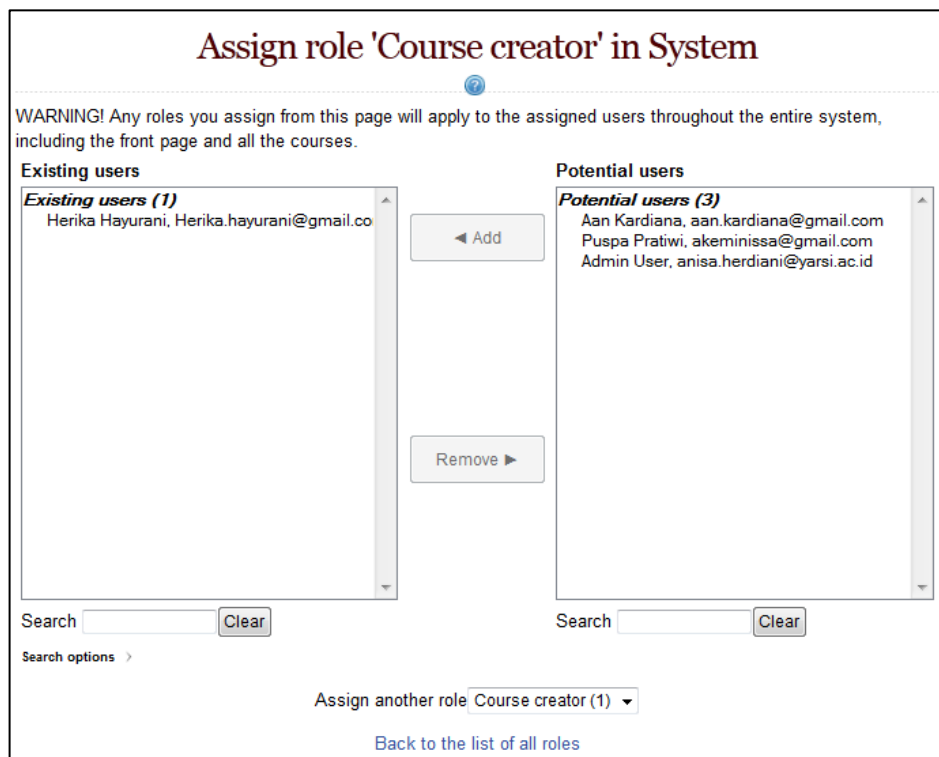 Assign role 'Course creator' in System
WARNING! Any roles you assign from this page will apply to the assigned users throughout the entire system,
including the front page and all the courses.
Existing users
Existing users (1)
Herika Hayurani, Herika.hayurani@gmail.co
◄ Add
Remove ►
Search
Clear
Search options
Potential users
Potential users (3)
Aan Kardiana, aan.kardiana@gmail.com
Puspa Pratiwi, akeminissa@gmail.com
Admin User, anisa.herdiani@yarsi.ac.id
Search
Clear
Assign another role Course creator (1)
Back to the list of all roles